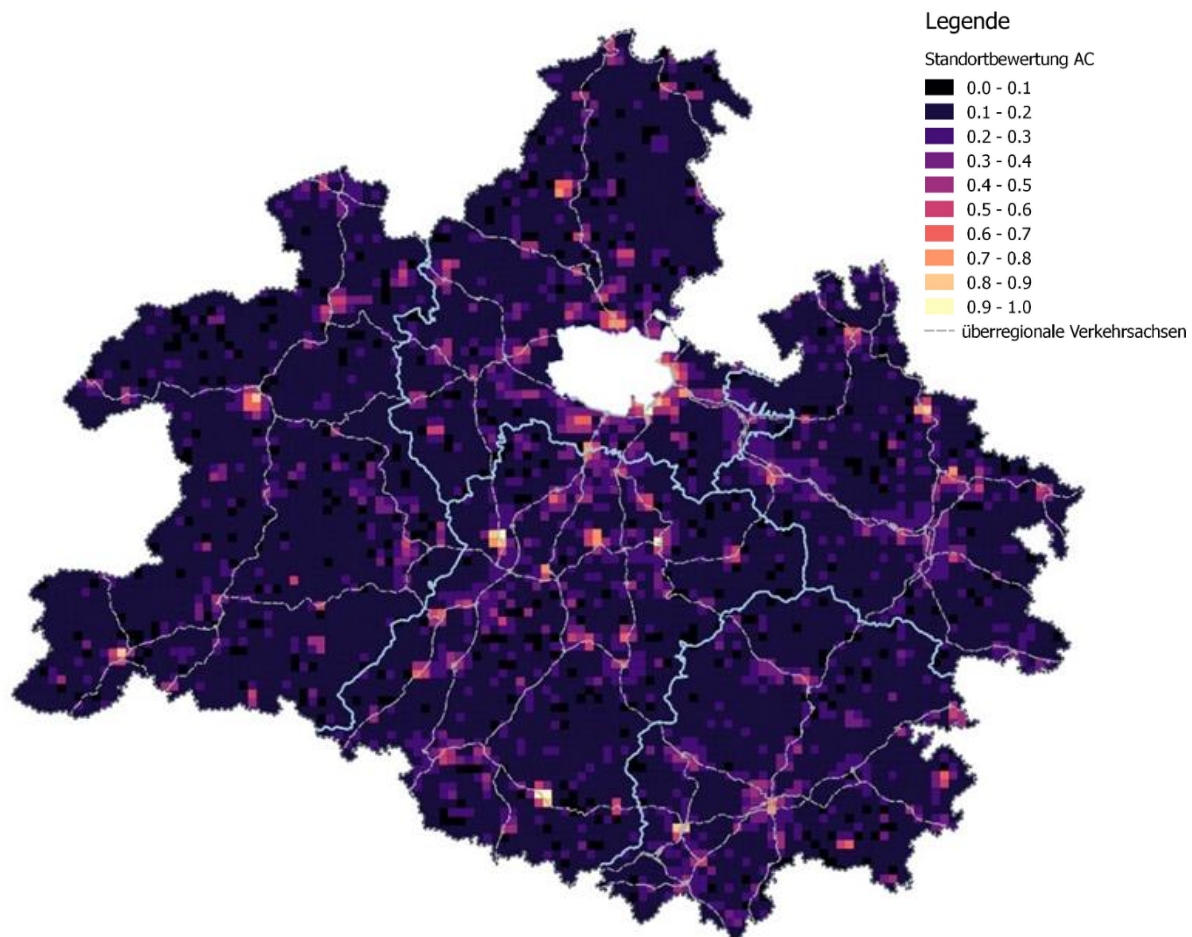 Legende
Standortbewertung AC
0.0 - 0.1
0.1 - 0.2
0.2 - 0.3
0.3 - 0.4
0.4 - 0.5
0.5 - 0.6
0.6 - 0.7
0.7 - 0.8
0.8 - 0.9
0.9 - 1.0
überregionale Verkehrsachsen